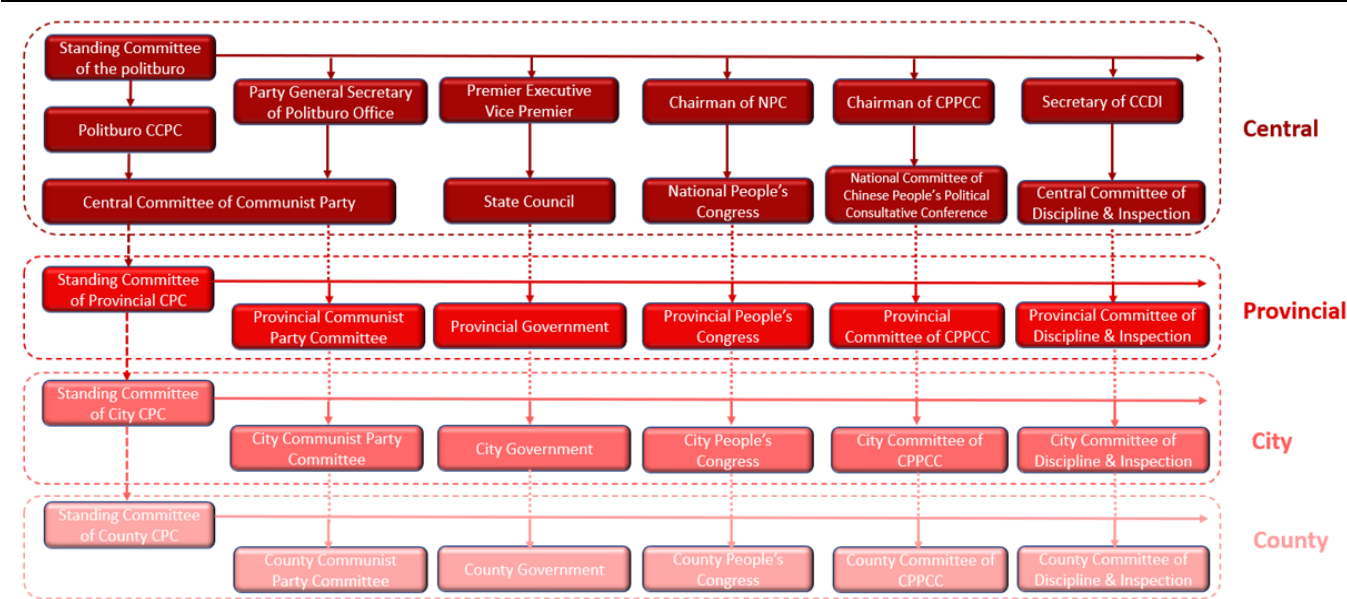 Standing Committee
of the politburo
Party General Secretary
of Politburo Office
Premier Executive
Vice Premier
Chairman of NPC
Chairman of CPPCC
Secretary of CCDI
Politburo CCPC
Central
Central Committee of Communist Party
State Council
National People's
Congress
National Committee of
Chinese People's Political
Consultative Conference
Central Committee of
Discipline & Inspection
Standing Committee
of Provincial CPC
Provincial Communist
Party Committee
Provincial Government
Provincial People's
Congress
Provincial
Committee of CPPCC
Provincial Committee of
Discipline & Inspection
Provincial
Standing Committee
of City CPC
City Communist Party
Committee
City Government
City People's
Congress
City Committee of
CPPCC
City Committee of
Discipline & Inspection
City
Standing Committee
of County CPC
County Communist
Party Committee
County Government
County People's
Congress
County Committee of
CPPCC
County Committee of
Discipline & Inspection
County